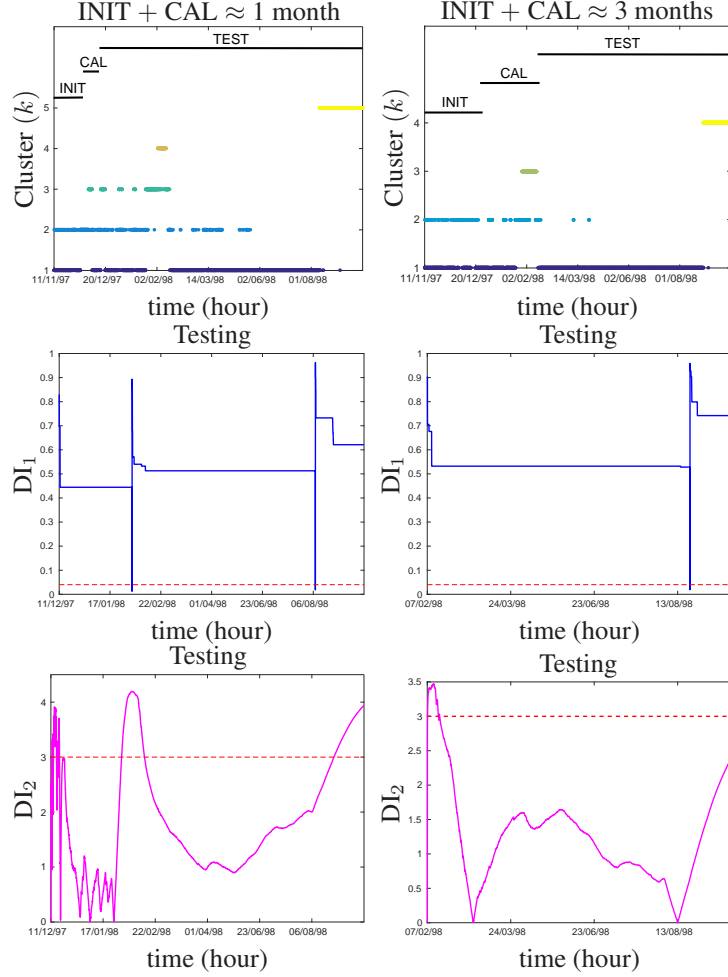 INIT + CAL ≈ 1 month
INIT + CAL ≈ 3 months
TEST
CAL
INIT
Cluster (k)
5
4
3
2
1
11/11/97 20/12/97 02/02/98 14/03/98 02/06/98 01/08/98
time (hour)
TEST
CAL
INIT
Cluster (k)
4
3
2
1
11/11/97 20/12/97 02/02/98 14/03/98 02/06/98 01/08/98
time (hour)
Testing
DI1
1
0.9
0.8
0.7
0.6
0.5
0.4
0.3
0.2
0.1
0
11/12/97 17/01/98 22/02/98 01/04/98 23/06/98 06/08/98
time (hour)
Testing
DI1
1
0.9
0.8
0.7
0.6
0.5
0.4
0.3
0.2
0.1
0
07/02/98 24/03/98 23/06/98 13/08/98
time (hour)
Testing
DI2
4
3
2
1
0
11/12/97 17/01/98 22/02/98 01/04/98 23/06/98 06/08/98
time (hour)
Testing
DI2
3.5
3
2.5
2
1.5
1
0.5
0
07/02/98 24/03/98 23/06/98 13/08/98
time (hour)